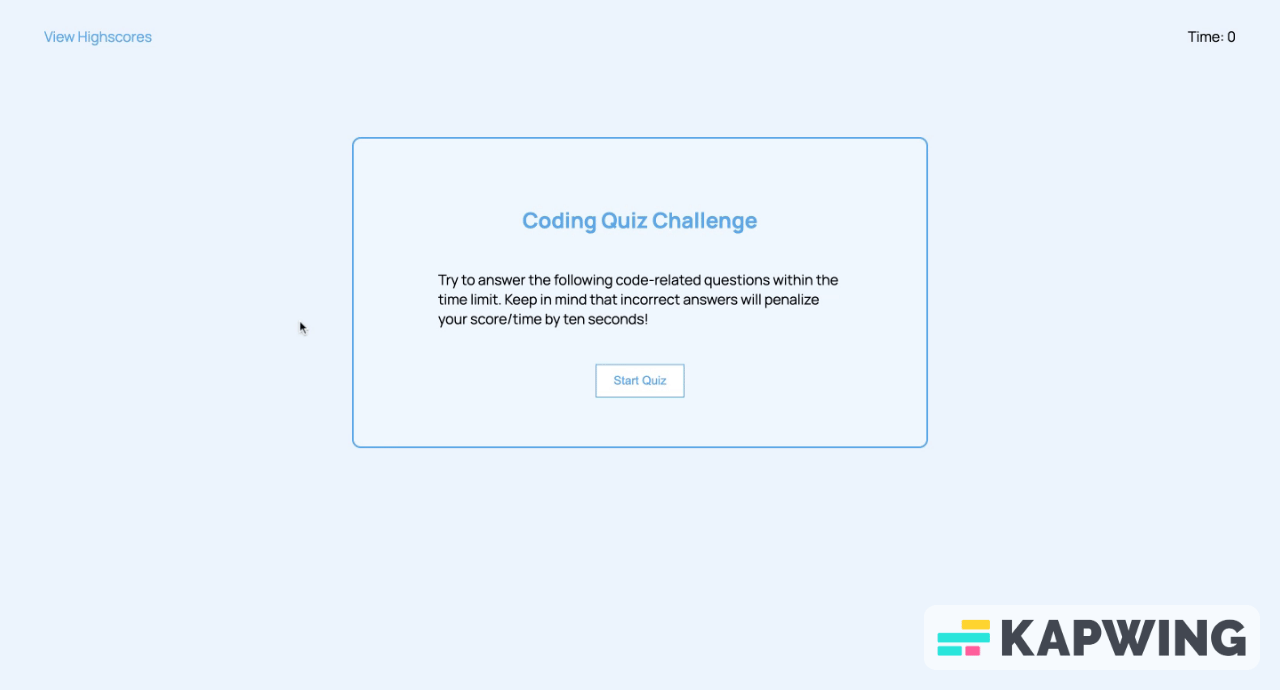 View Highscores
Time: 0
Coding Quiz Challenge
Try to answer the following code-related questions within the
time limit. Keep in mind that incorrect answers will penalize
your score/time by ten seconds!
Start Quiz
KAPWING